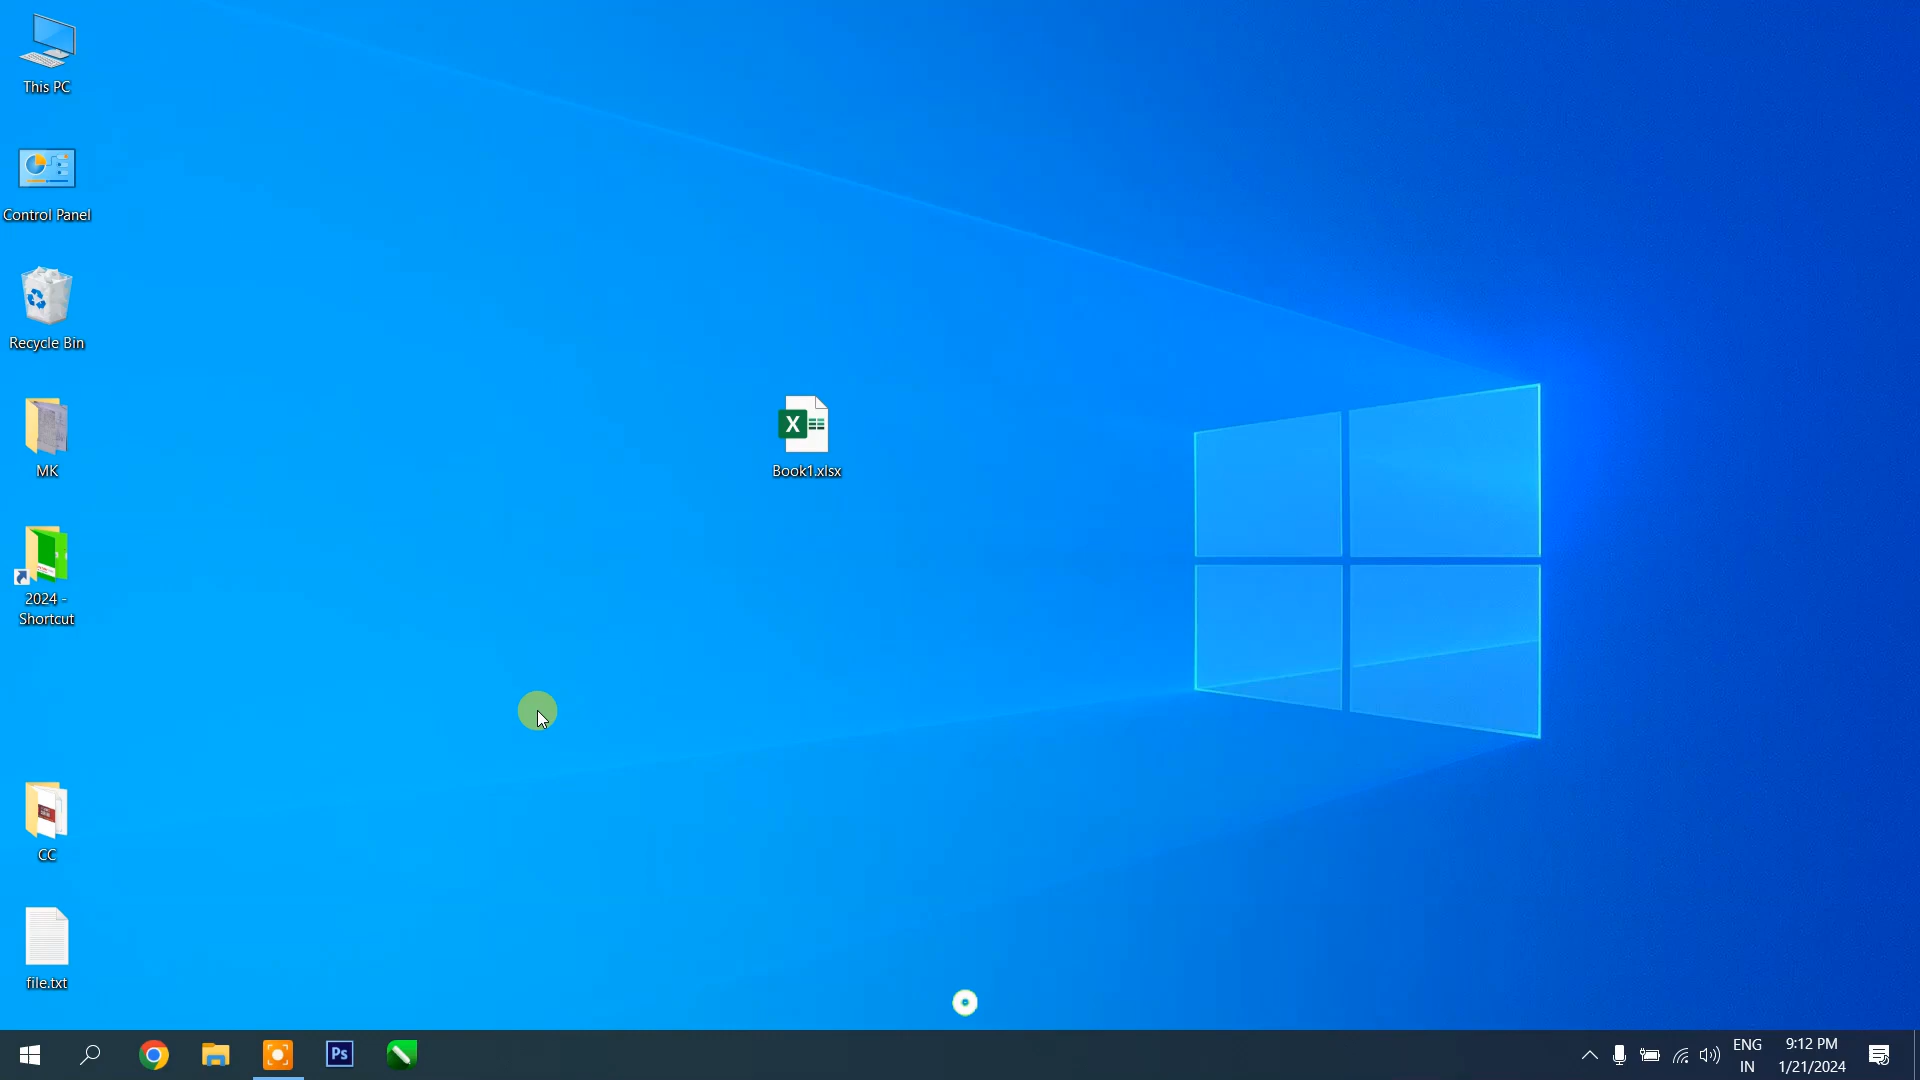 This PC
Control Panel
Recycle Bin
MK
2024 -
Shortcut
CC
file.txt
X
Book1.xlsx
Ps
ENG
IN
9:12 PM
1/21/2024